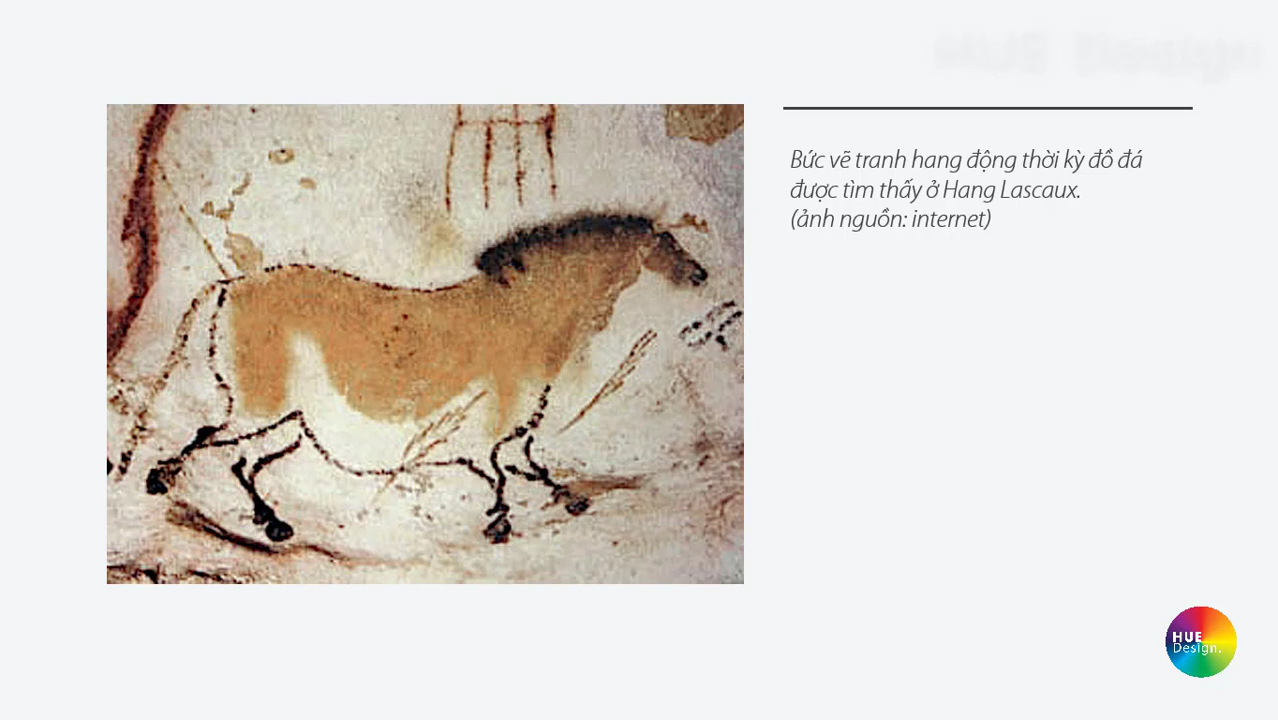 Bức vẽ tranh hang động thời kỳ đồ đá
được tìm thấy ở Hang Lascaux.
(ảnh nguồn: internet)
HUE
Design.